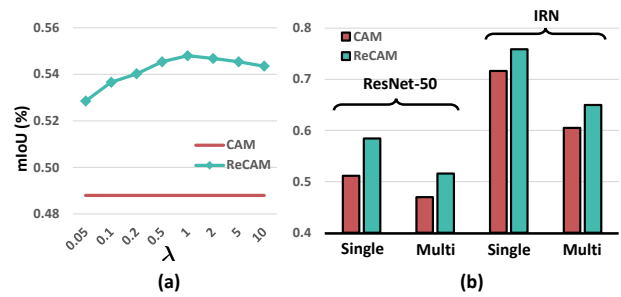 mIoU (%)
0.56
0.54
0.52
0.50
0.48
CAM
ReCAM
0.05 0.1 0.2 0.5 1 2 5 10
λ
(a)
0.8
0.7
0.6
0.5
0.4
CAM
ReCAM
IRN
ResNet-50
Single Multi Single Multi
(b)